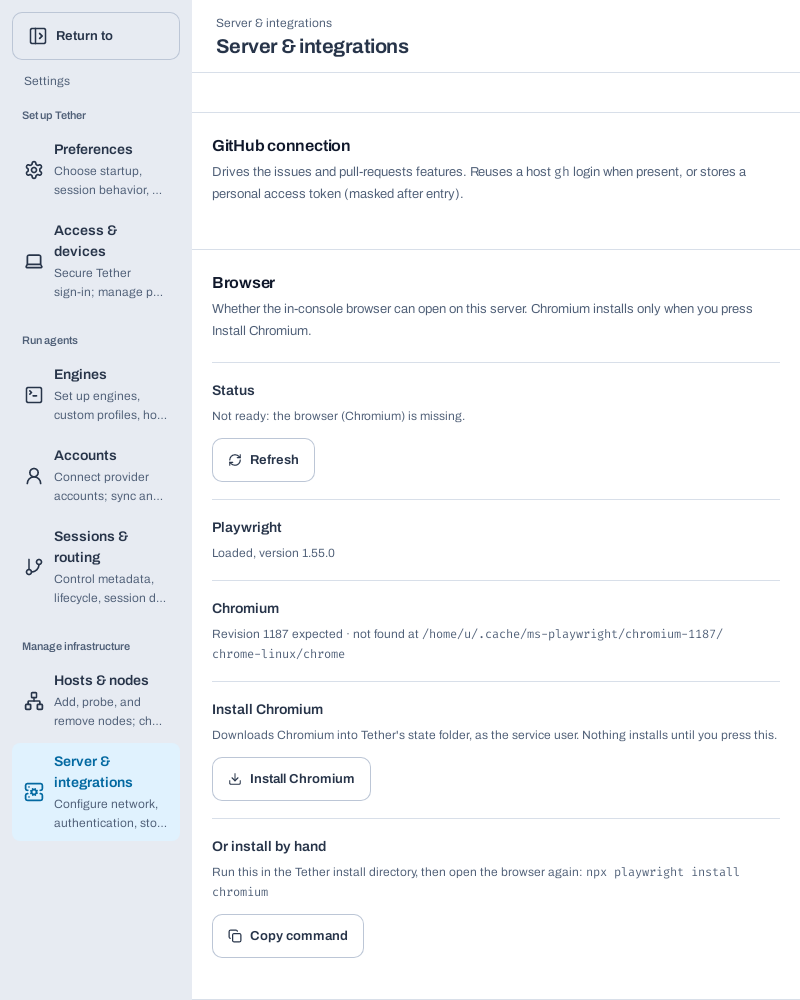 Return to
Settings
Set up Tether
Preferences
Choose startup,
session behavior, ...
Access &
devices
Secure Tether
sign-in; manage p...
Run agents
Engines
Set up engines,
custom profiles, ho...
Accounts
Connect provider
accounts; sync an...
Sessions &
routing
Control metadata,
lifecycle, session d...
Manage infrastructure
Hosts & nodes
Add, probe, and
remove nodes; ch...
Server &
integrations
Configure network,
authentication, sto...
Server & integrations
Server & integrations
GitHub connection
Drives the issues and pull-requests features. Reuses a host gh login when present, or stores a
personal access token (masked after entry).
Browser
Whether the in-console browser can open on this server. Chromium installs only when you press
Install Chromium.
Status
Not ready: the browser (Chromium) is missing.
Refresh
Playwright
Loaded, version 1.55.0
Chromium
Revision 1187 expected · not found at /home/u/.cache/ms-playwright/chromium-1187/
chrome-linux/chrome
Install Chromium
Downloads Chromium into Tether's state folder, as the service user. Nothing installs until you press this.
Install Chromium
Or install by hand
Run this in the Tether install directory, then open the browser again: npx playwright install
chromium
Copy command